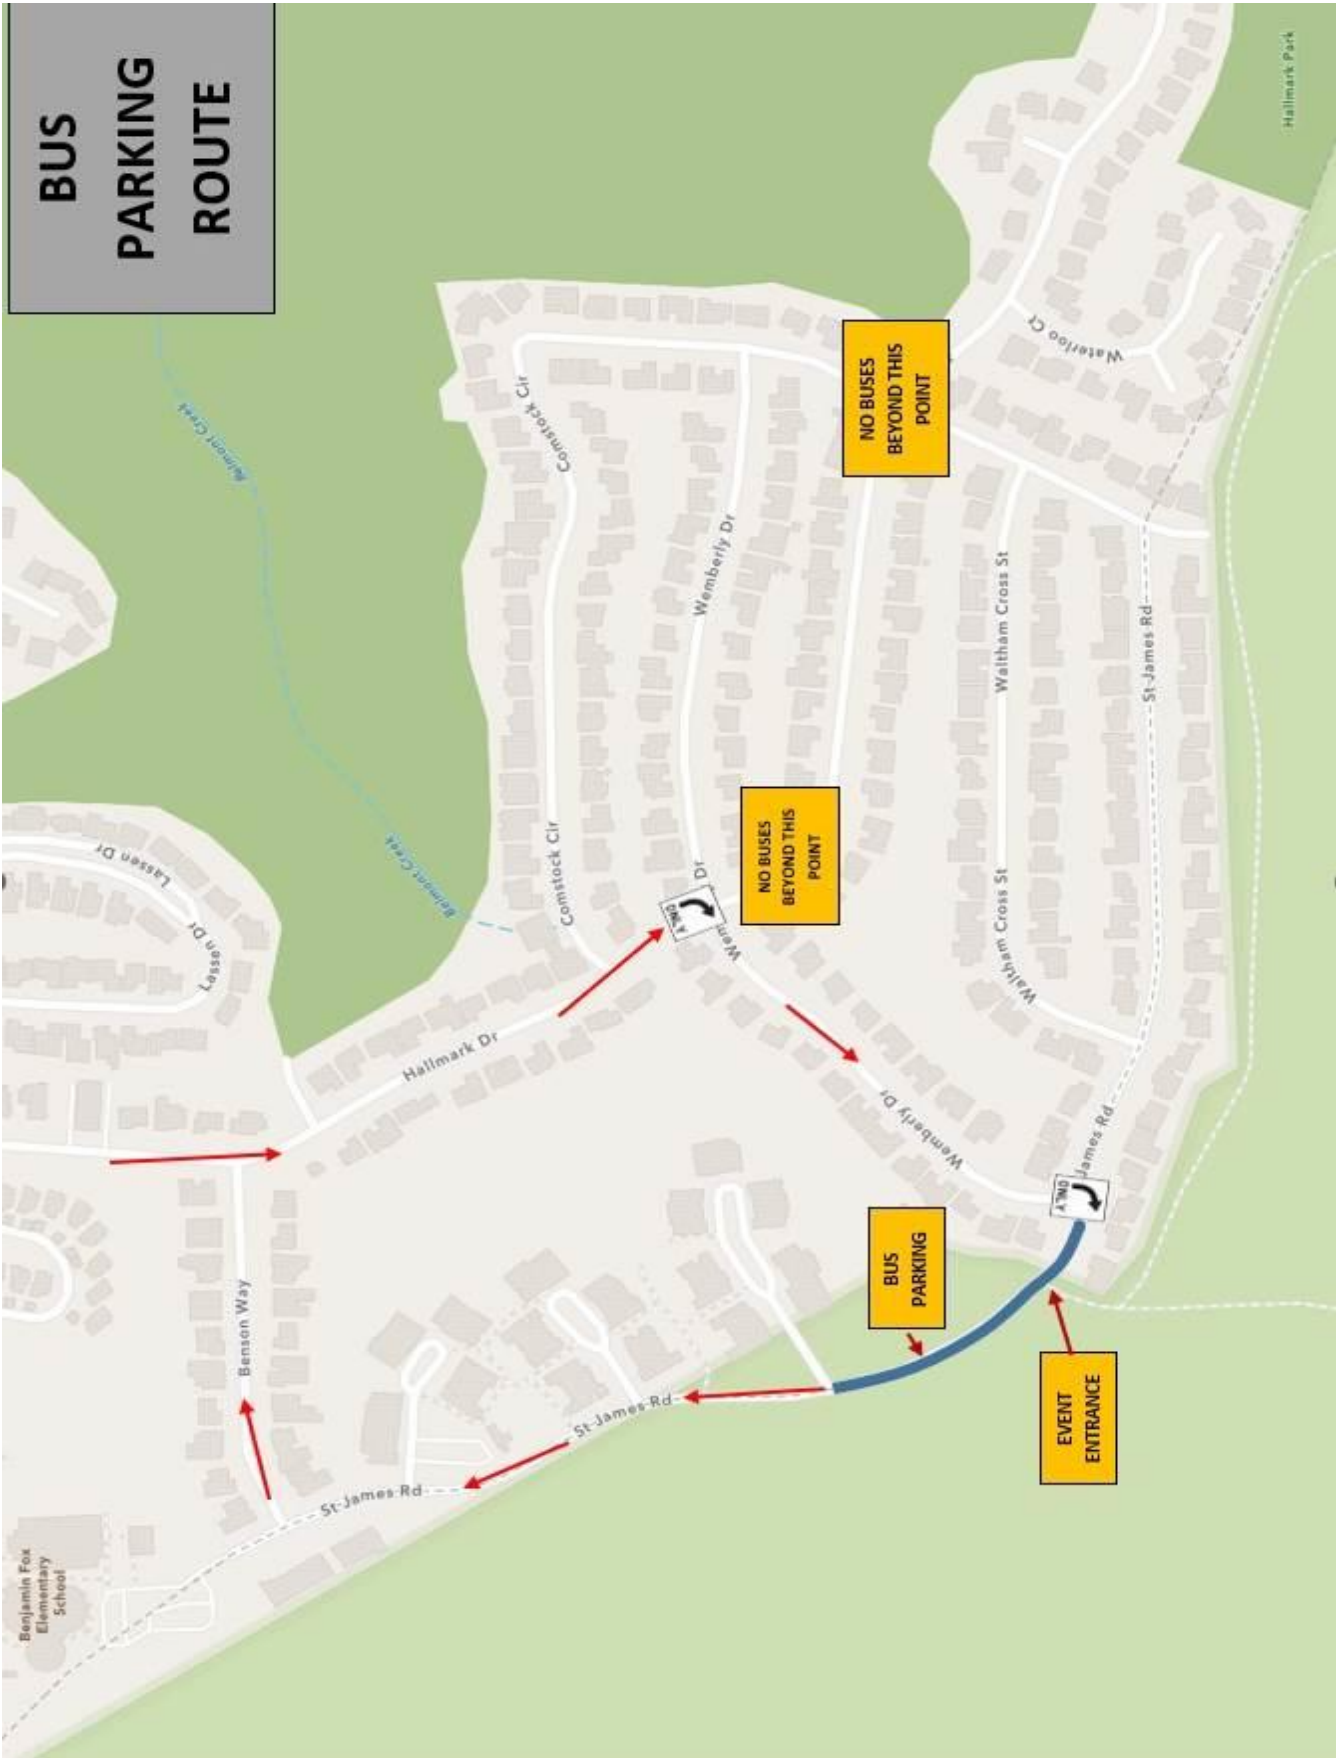 BUS
PARKING
ROUTE
Hallmark Park
Belmont Creek
Belmont Creek
Comstock Cir
Comstock Cir
Wemberly Dr
Waterloo Ct
NO BUSES
BEYOND THIS
POINT
Waltham Cross St
St James Rd
Lassen Dr
Lassen Dr
NO BUSES
BEYOND THIS
POINT
Wem
Dr
ONLY
Waltham Cross St
Hallmark Dr
Wemberly Dr
James Rd
ONLY
BUS
PARKING
EVENT
ENTRANCE
Benson Way
St James Rd
St James Rd
Benjamin Fox
Elementary
School